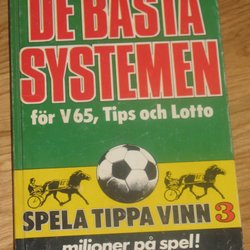 DE BÄSTA
SYSTEMEN
för V65, Tips och Lotto
SPELA TIPPA VINN 3
miljoner på spel!